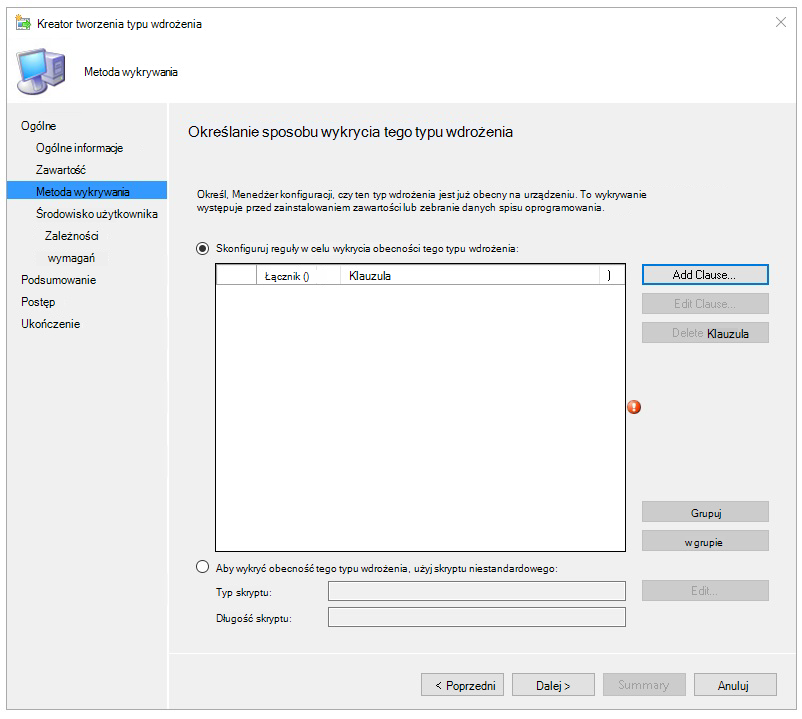 Kreator tworzenia typu wdrożenia
Metoda wykrywania
Ogólne
Ogólne informacje
Zawartość
Metoda wykrywania
Środowisko użytkownika
Zależności
wymagań
Podsumowanie
Postęp
Ukończenie
Określanie sposobu wykrycia tego typu wdrożenia
Określ, Menedżer konfiguracji, czy ten typ wdrożenia jest już obecny na urządzeniu. To wykrywanie
występuje przed zainstalowaniem zawartości lub zebranie danych spisu oprogramowania.
Skonfiguruj reguły w celu wykrycia obecności tego typu wdrożenia:
Łącznik () Klauzula )
Add Clause...
Edit Clause...
Delete Klauzula
Grupuj
w grupie
Aby wykryć obecność tego typu wdrożenia, użyj skryptu niestandardowego:
Typ skryptu:
Edit...
Długość skryptu:
< Poprzedni Dalej > Summary Anuluj